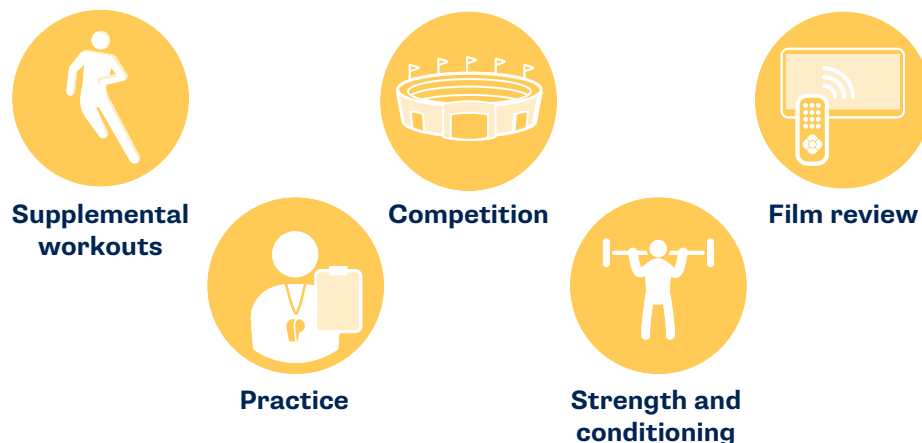 Supplemental
workouts
Competition
Film review
Practice
Strength and
conditioning